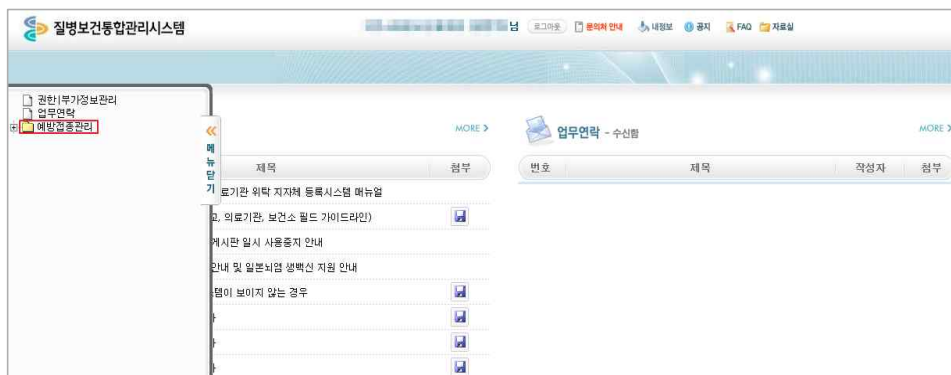 질병보건통합관리시스템
님 로그아웃 문의처 안내 내정보 공지 FAQ 자료실
권한|부가정보관리
업무연락
예방접종관리
메뉴닫기
MORE
업무연락 - 수신함
MORE
제목 첨부
번호 제목 작성자 첨부
료기관 위탁 지자체 등록시스템 매뉴얼
교, 의료기관, 보건소 필드 가이드라인)
게시판 일시 사용중지 안내
안내 및 일본뇌염 생백신 지원 안내
스템이 보이지 않는 경우